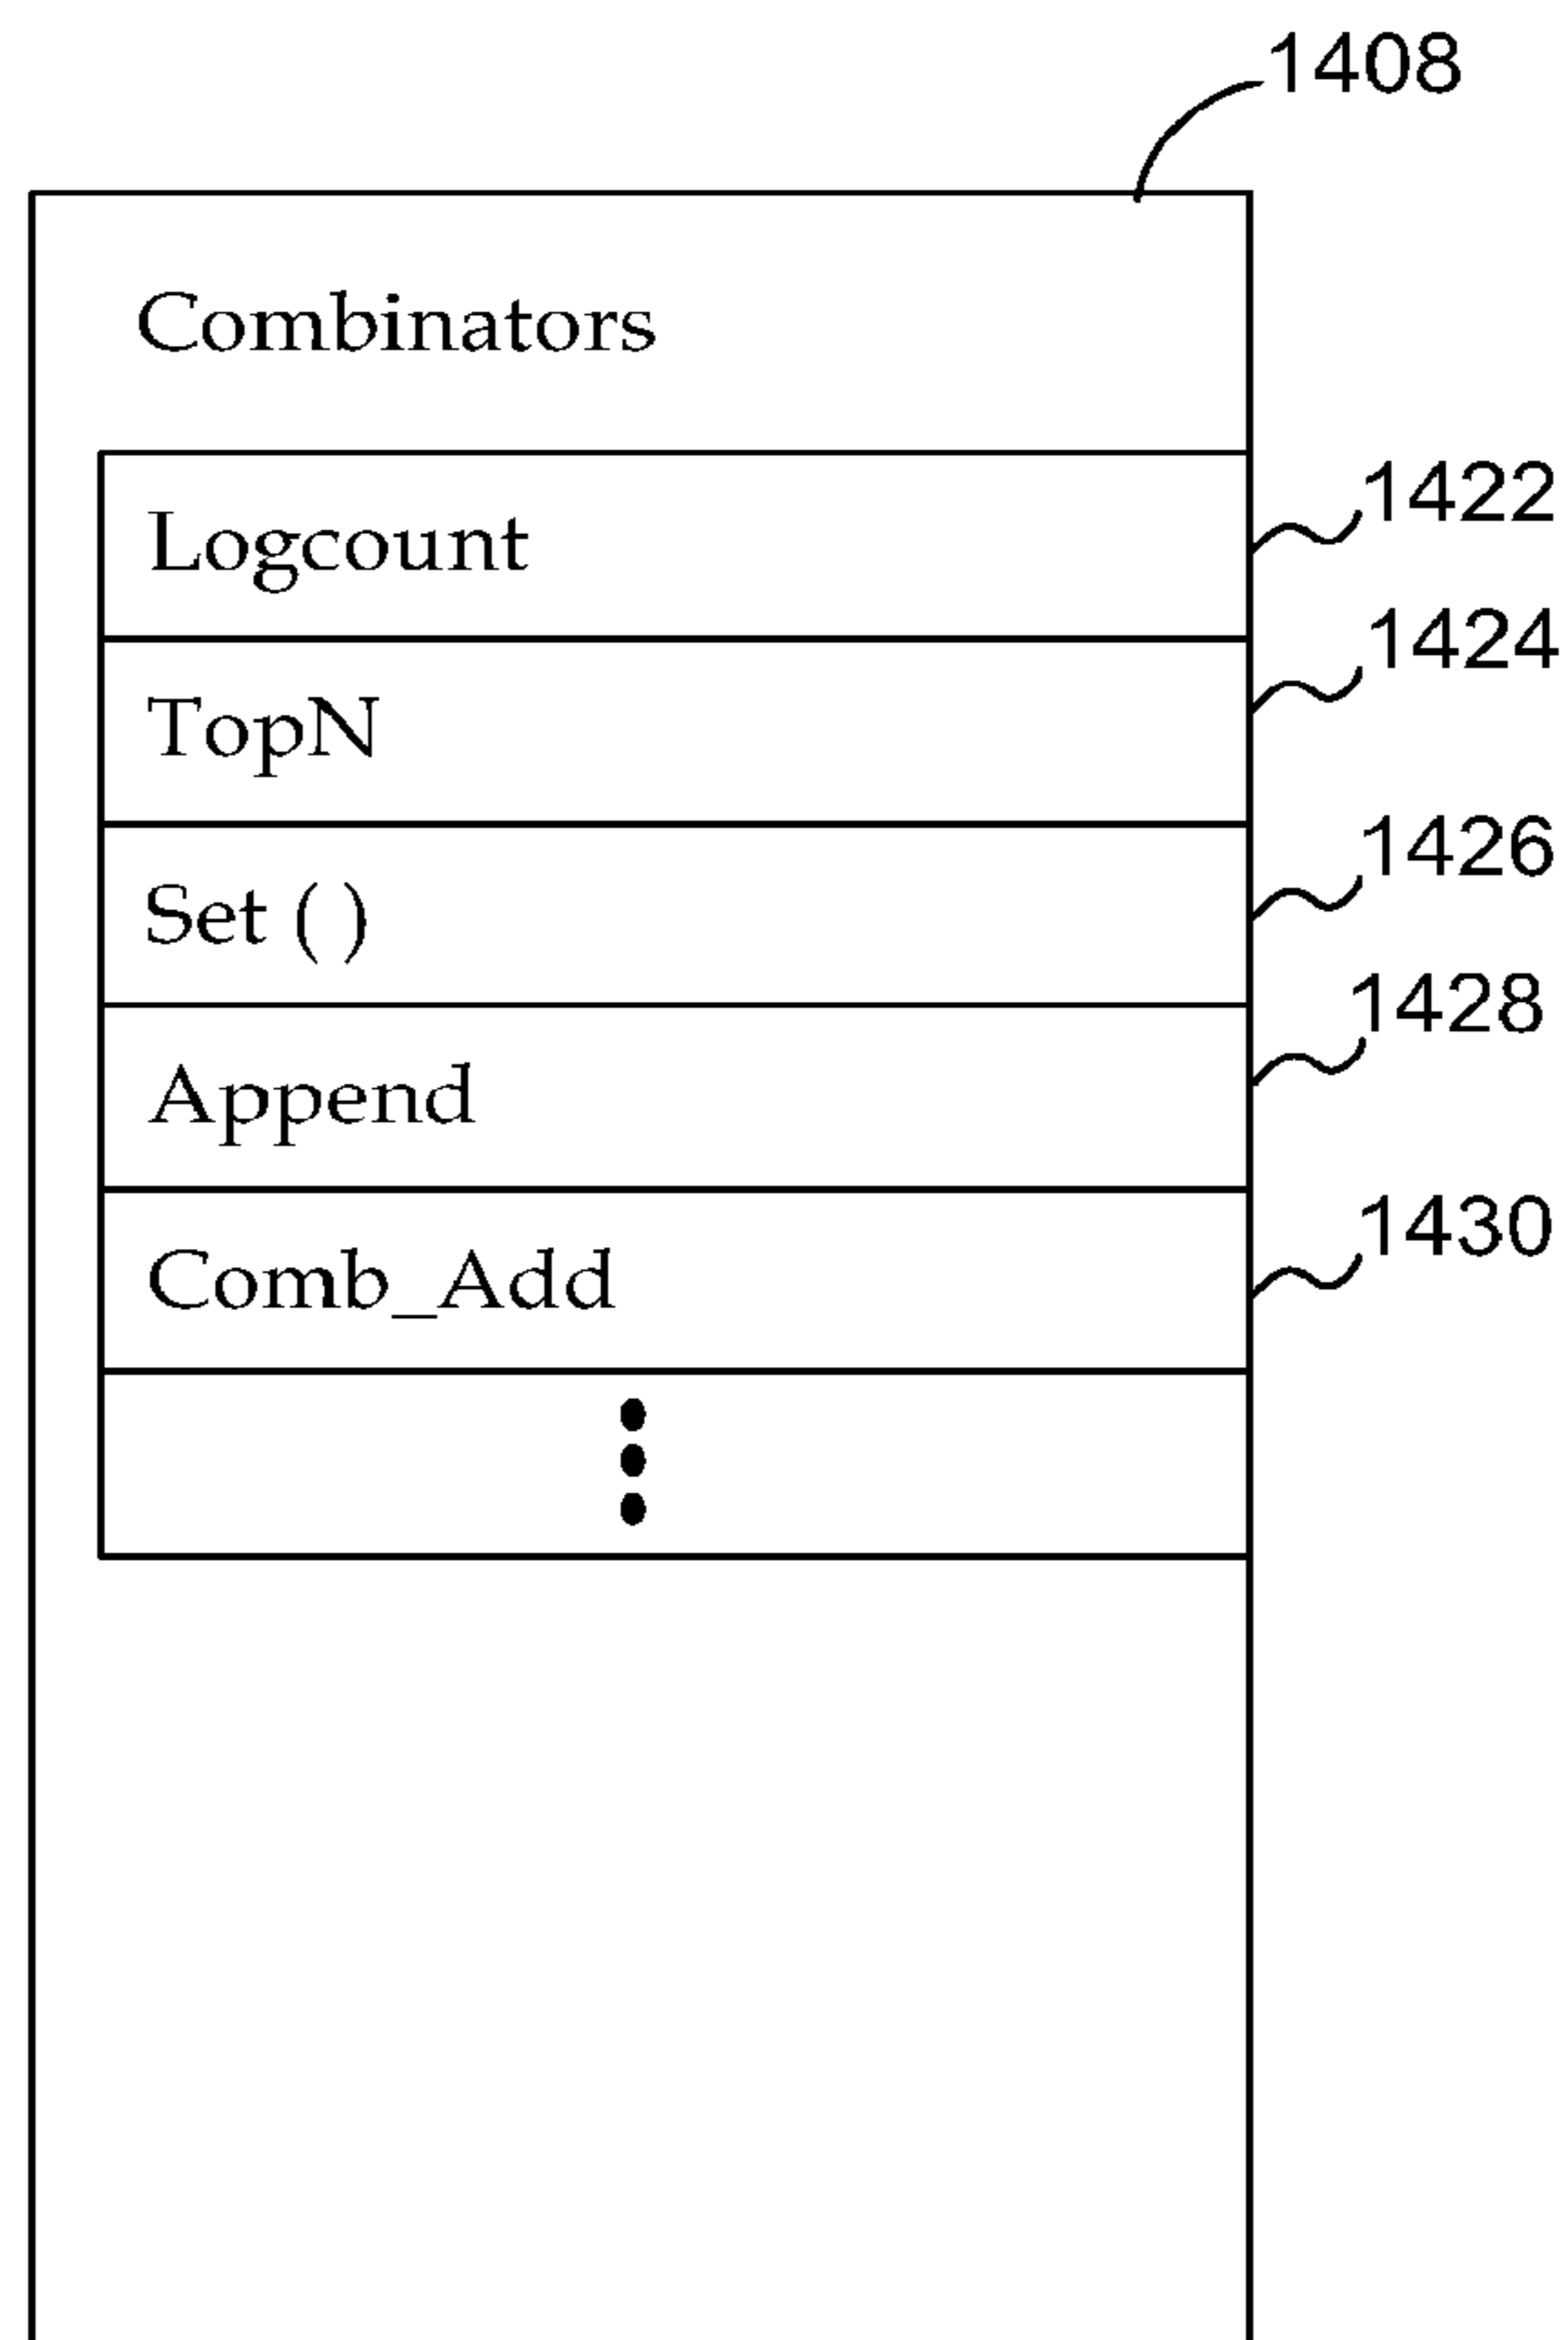 1408
Combinators
Logcount
1422
TopN
1424
Set ( )
1426
Append
1428
Comb_Add
1430